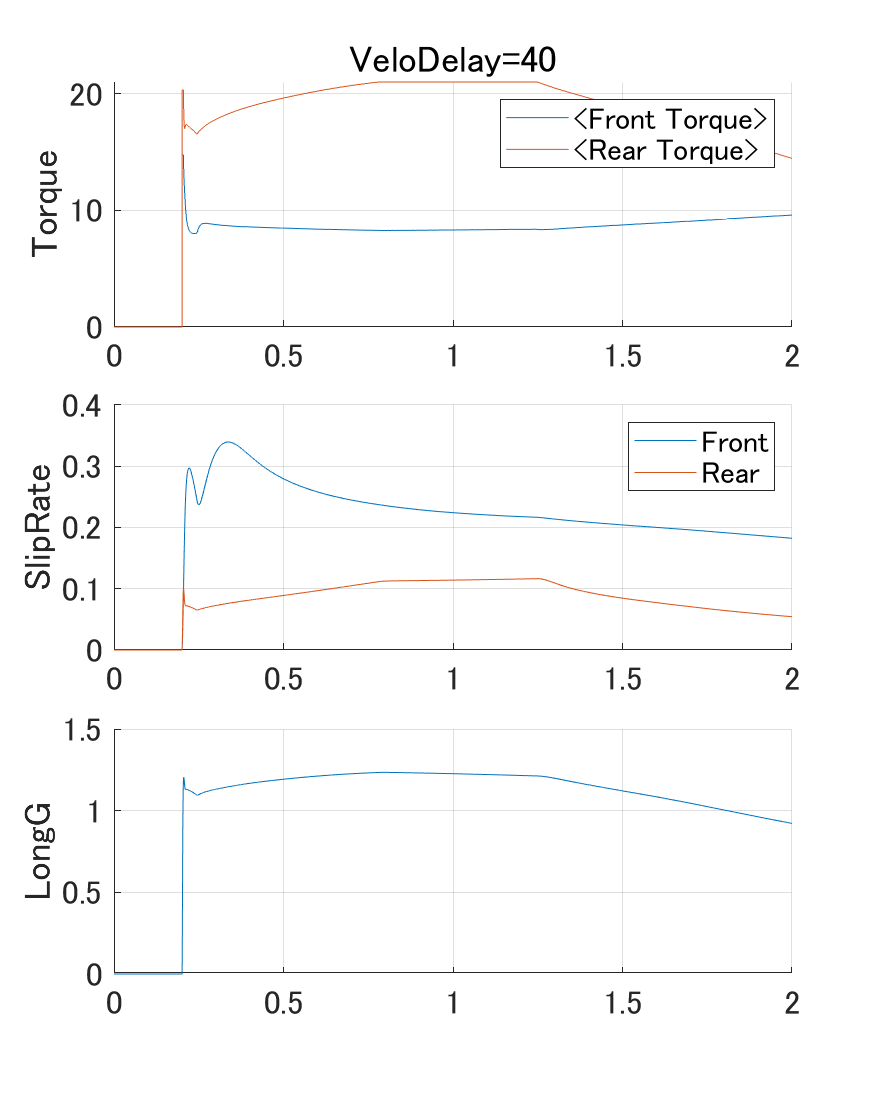 VeloDelay=40
Torque
20
10
0
0 0.5 1 1.5 2
<Front Torque>
<Rear Torque>
SlipRate
0.4
0.3
0.2
0.1
0
0 0.5 1 1.5 2
Front
Rear
LongG
1.5
1
0.5
0
0 0.5 1 1.5 2